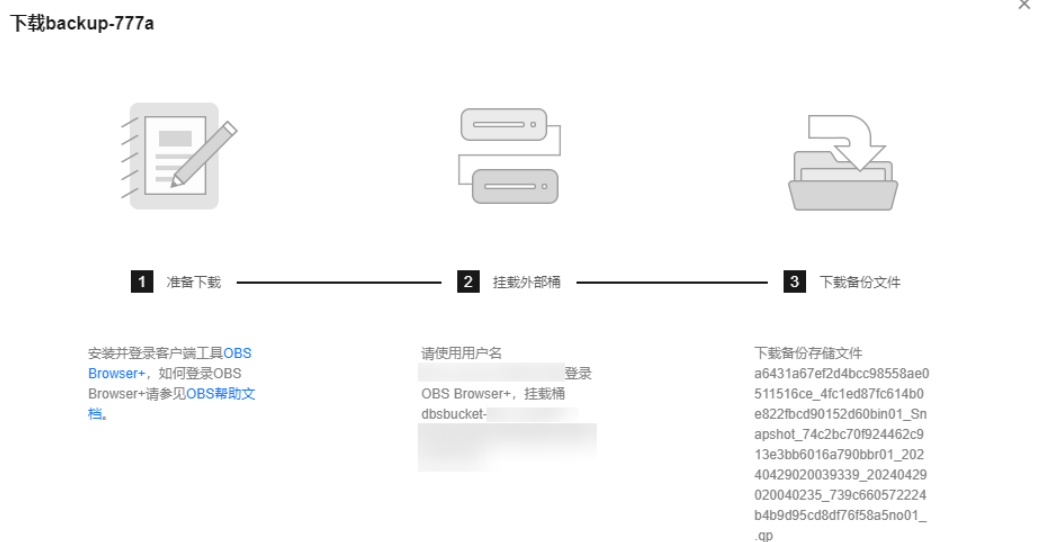 下载backup-777a
1 准备下载
2 挂载外部桶
3 下载备份文件
安装并登录客户端工具OBS
Browser+，如何登录OBS
Browser+请参见OBS帮助文
档。
请使用用户名
登录
OBS Browser+，挂载桶
dbsbucket-
下载备份存储文件
a6431a67ef2d4bcc98558ae0
511516ce_4fc1ed87fc614b0
e822fbcd90152d60bin01_Sn
apshot_74c2bc70f924462c9
13e3bb6016a790bbr01_202
40429020039339_20240429
020040235_739c660572224
b4b9d95cd8df76f58a5no01_
.qp